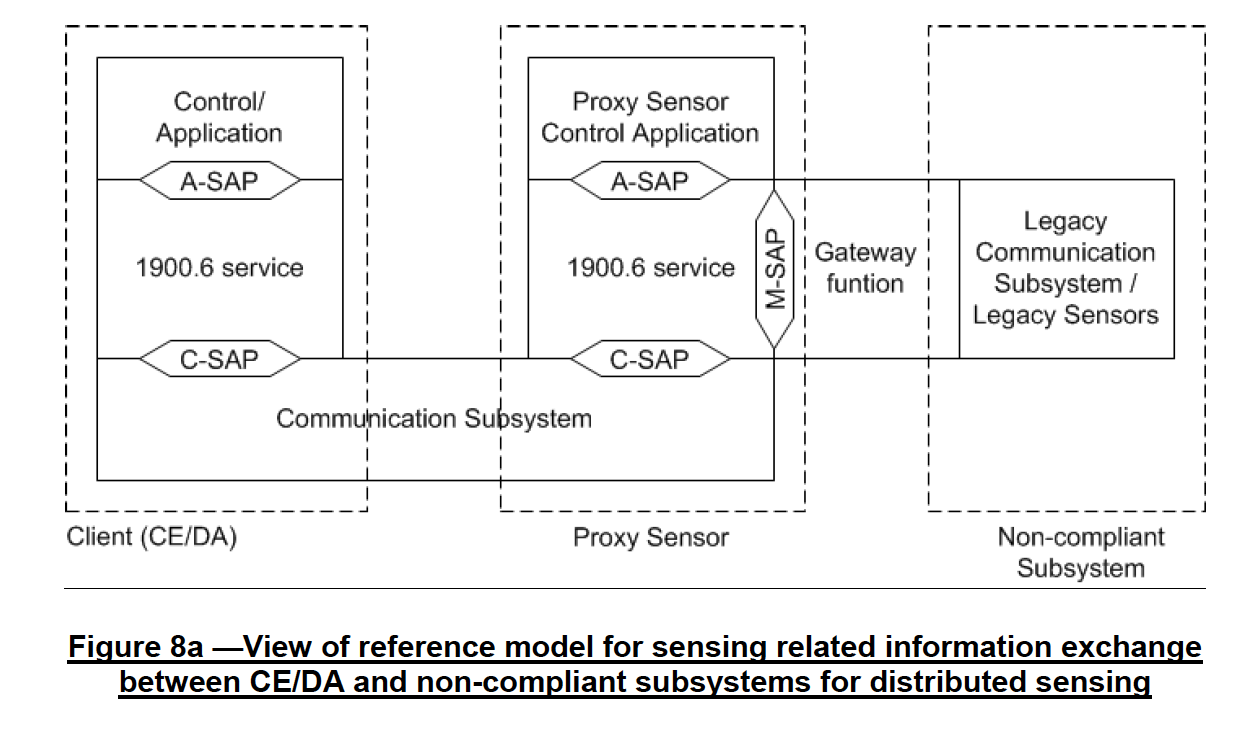 Control/
Application
A-SAP
1900.6 service
C-SAP
Proxy Sensor
Control Application
A-SAP
1900.6 service
M-SAP
C-SAP
Gateway
funtion
Legacy
Communication
Subsystem /
Legacy Sensors
Communication Subsystem
Client (CE/DA)
Proxy Sensor
Non-compliant
Subsystem
Figure 8a —View of reference model for sensing related information exchange
between CE/DA and non-compliant subsystems for distributed sensing